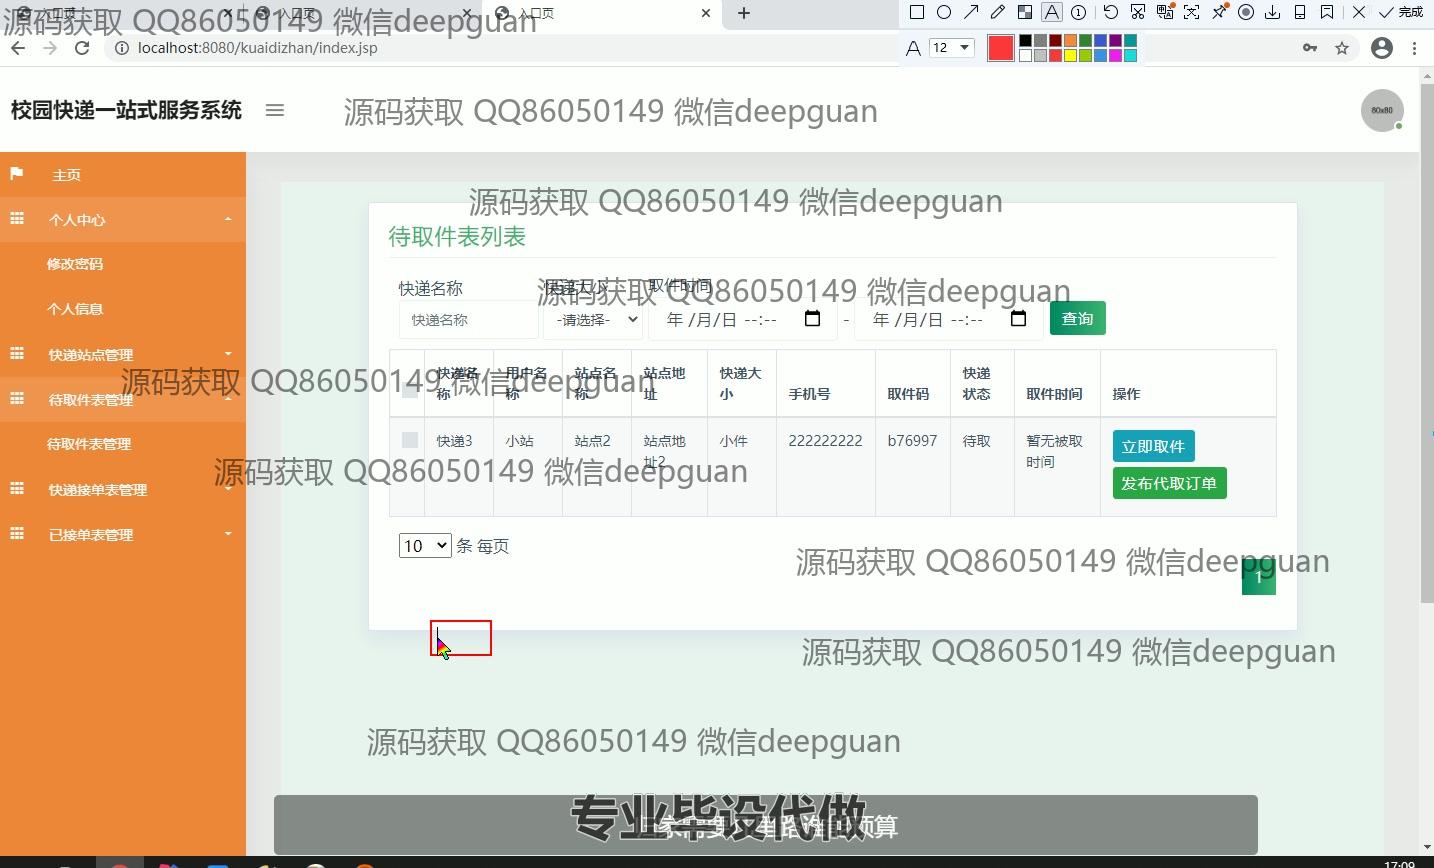 入口页
入口页
入口页
完成
源码获取 QQ86050149 微信deepguan
localhost:8080/kuaidizhan/index.jsp
12
校园快递一站式服务系统
源码获取 QQ86050149 微信deepguan
80x80
主页
个人中心
修改密码
个人信息
快递站点管理
待取件表管理
待取件表管理
快递接单表管理
已接单表管理
源码获取 QQ86050149 微信deepguan
待取件表列表
快递名称
快递大小
取件时间
源码获取 QQ86050149 微信deepguan
快递名称
-请选择-
年 /月/日 --:--
-
年 /月/日 --:--
查询
快递名称 用户名称 站点名称 站点地址 快递大小 手机号 取件码 快递状态 取件时间 操作
源码获取 QQ86050149 微信deepguan
快递3 小站 站点2 站点地址2 小件 222222222 b76997 待取 暂无被取时间 立即取件
发布代取订单
源码获取 QQ86050149 微信deepguan
10 条 每页
源码获取 QQ86050149 微信deepguan
1
源码获取 QQ86050149 微信deepguan
源码获取 QQ86050149 微信deepguan
专业毕设代做
预算
17:09